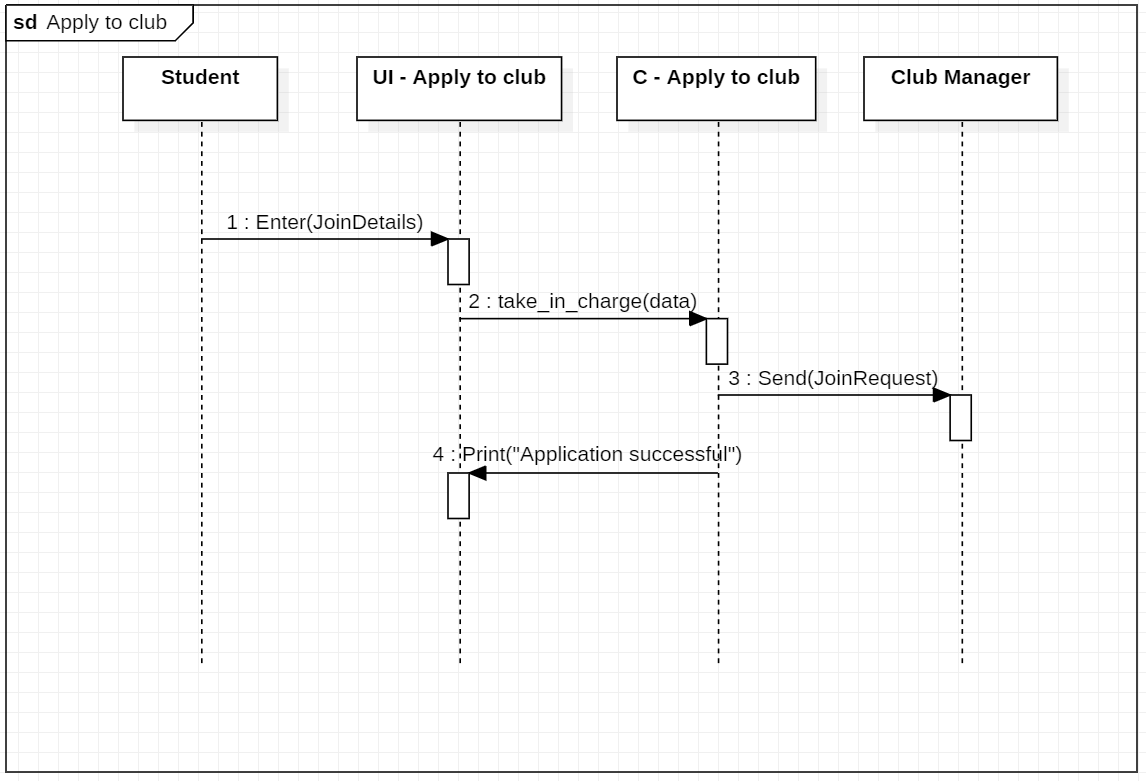 sd Apply to club
Student
UI - Apply to club
C - Apply to club
Club Manager
1 : Enter(JoinDetails)
2 : take_in_charge(data)
3 : Send(JoinRequest)
4 : Print("Application successful")